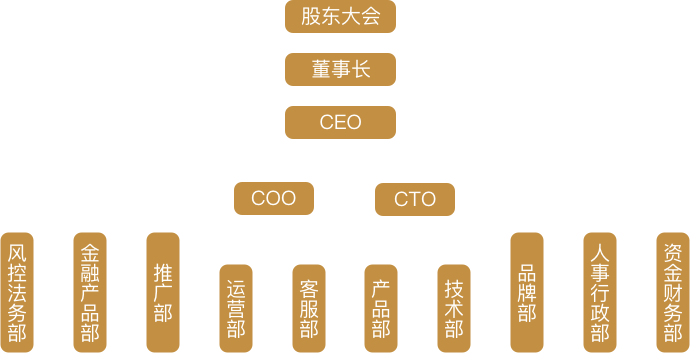 股东大会
董事长
CEO
COO
CTO
风控法务部
金融产品部
推广部
运营部
客服部
产品部
技术部
品牌部
人事行政部
资金财务部